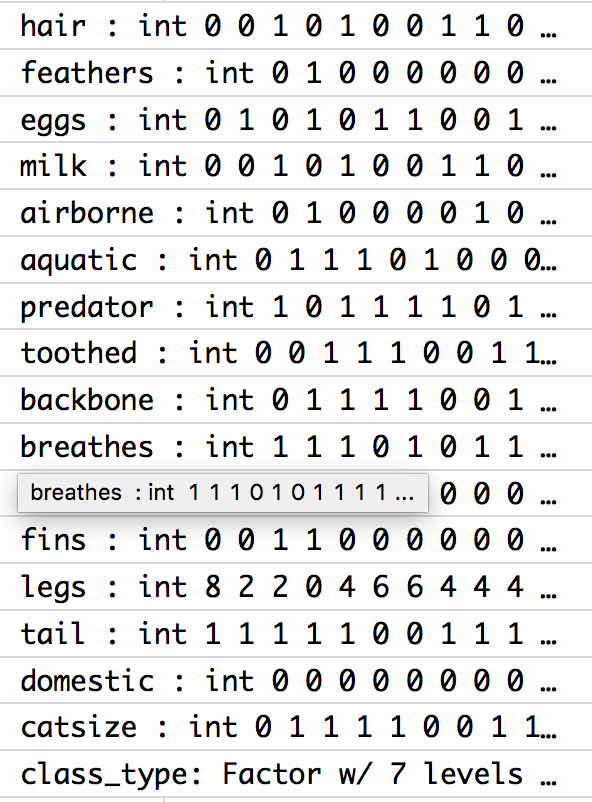 hair : int 0 0 1 0 1 0 0 1 1 0 …
feathers : int 0 1 0 0 0 0 0 0 …
eggs : int 0 1 0 1 0 1 1 0 0 1 …
milk : int 0 0 1 0 1 0 0 1 1 0 …
airborne : int 0 1 0 0 0 0 1 0 …
aquatic : int 0 1 1 1 0 1 0 0 0…
predator : int 1 0 1 1 1 1 0 1 …
toothed : int 0 0 1 1 1 0 0 1 1…
backbone : int 0 1 1 1 1 0 0 1 …
breathes : int 1 1 1 0 1 0 1 1 …
breathes : int 1 1 1 0 1 0 1 1 1 1 ...
0 0 0 …
fins : int 0 0 1 1 0 0 0 0 0 0 …
legs : int 8 2 2 0 4 6 6 4 4 4 …
tail : int 1 1 1 1 1 0 0 1 1 1 …
domestic : int 0 0 0 0 0 0 0 0 …
catsize : int 0 1 1 1 1 0 0 1 1…
class_type: Factor w/ 7 levels …